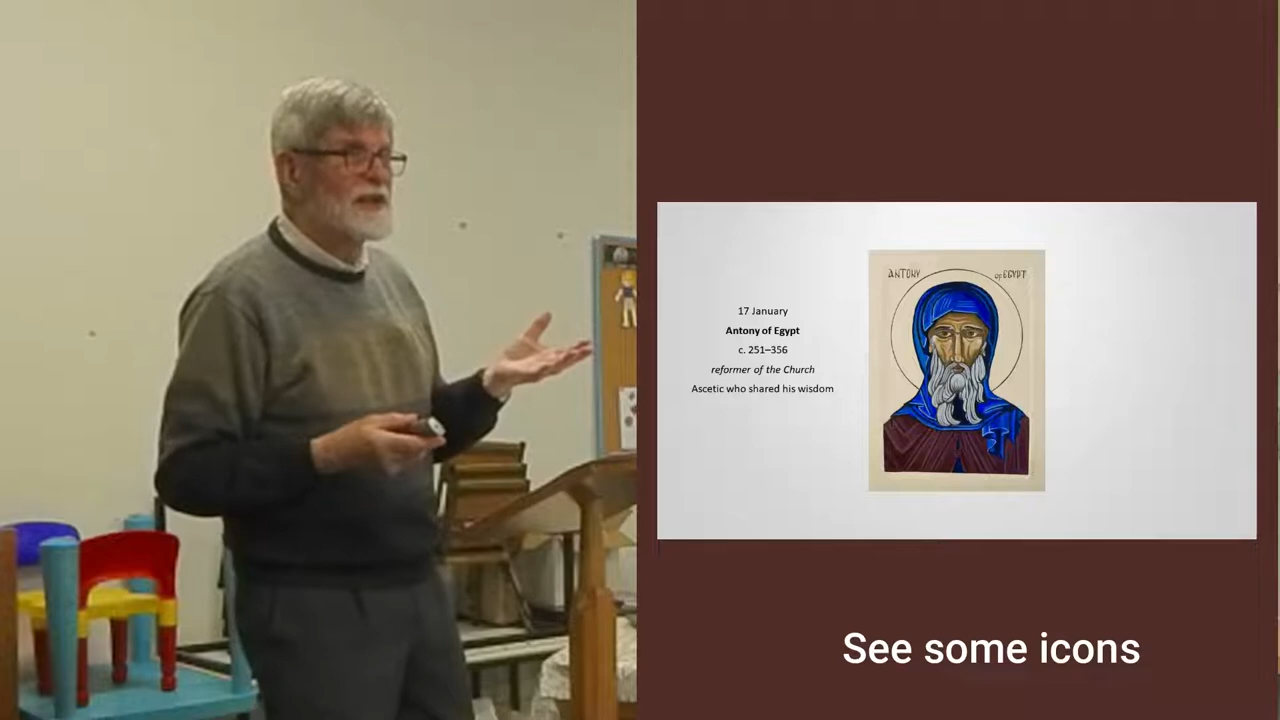 ANTONY of EGYPT
17 January
Antony of Egypt
c. 251–356
reformer of the Church
Ascetic who shared his wisdom
See some icons